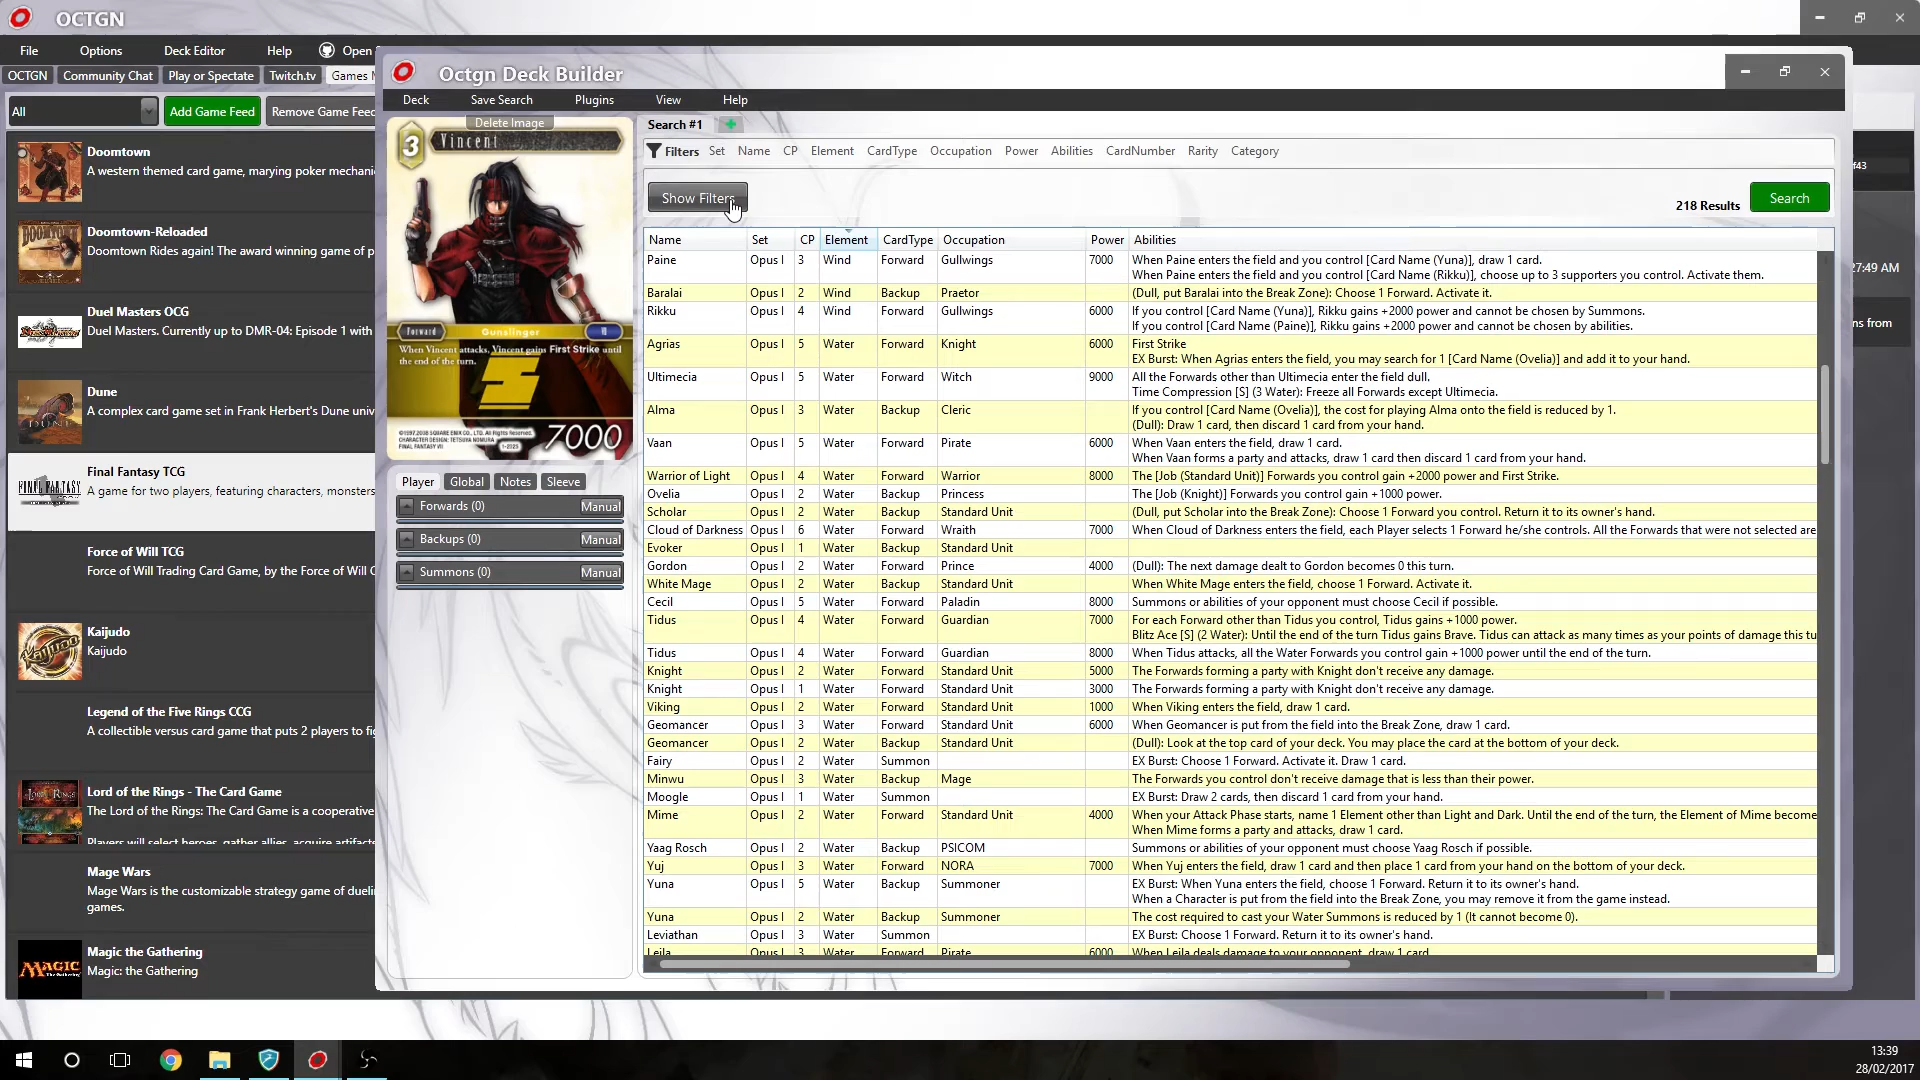 OCTGN
File Options Deck Editor Help Open
OCTGN Community Chat Play or Spectate Twitch.tv Games M
All Add Game Feed Remove Game Feed
Doomtown
A western themed card game, marying poker mechani
Doomtown-Reloaded
Doomtown Rides again! The award winning game of p
Duel Masters OCG
Duel Masters. Currently up to DMR-04: Episode 1 with
Dune
A complex card game set in Frank Herbert's Dune univ
Final Fantasy TCG
A game for two players, featuring characters, monsters
Force of Will TCG
Force of Will Trading Card Game, by the Force of Will C
Kaijudo
Kaijudo
Legend of the Five Rings CCG
A collectible versus card game that puts 2 players to fig
Lord of the Rings - The Card Game
The Lord of the Rings: The Card Game is a cooperative
Players will select heroes, gather allies, acquire artifacts
Mage Wars
Mage Wars is the customizable strategy game of dueli
games.
Magic the Gathering
Magic: the Gathering
Octgn Deck Builder
Deck Save Search Plugins View Help
Delete Image
3 Vincent
Forward Gunslinger VII
When Vincent attacks, Vincent gains First Strike until
the end of the turn.
7000
Player Global Notes Sleeve
Forwards (0) Manual
Backups (0) Manual
Summons (0) Manual
Search #1
Filters Set Name CP Element CardType Occupation Power Abilities CardNumber Rarity Category
Show Filters 218 Results Search
Name Set CP Element CardType Occupation Power Abilities
Paine Opus I 3 Wind Forward Gullwings 7000 When Paine enters the field and you control [Card Name (Yuna)], draw 1 card.
When Paine enters the field and you control [Card Name (Rikku)], choose up to 3 supporters you control. Activate them.
Baralai Opus I 2 Wind Backup Praetor (Dull, put Baralai into the Break Zone): Choose 1 Forward. Activate it.
Rikku Opus I 4 Wind Forward Gullwings 6000 If you control [Card Name (Yuna)], Rikku gains +2000 power and cannot be chosen by Summons.
If you control [Card Name (Paine)], Rikku gains +2000 power and cannot be chosen by abilities.
Agrias Opus I 5 Water Forward Knight 6000 First Strike
EX Burst: When Agrias enters the field, you may search for 1 [Card Name (Ovelia)] and add it to your hand.
Ultimecia Opus I 5 Water Forward Witch 9000 All the Forwards other than Ultimecia enter the field dull.
Time Compression [S] (3 Water): Freeze all Forwards except Ultimecia.
Alma Opus I 3 Water Backup Cleric If you control [Card Name (Ovelia)], the cost for playing Alma onto the field is reduced by 1.
(Dull): Draw 1 card, then discard 1 card from your hand.
Vaan Opus I 5 Water Forward Pirate 6000 When Vaan enters the field, draw 1 card.
When Vaan forms a party and attacks, draw 1 card then discard 1 card from your hand.
Warrior of Light Opus I 4 Water Forward Warrior 8000 The [Job (Standard Unit)] Forwards you control gain +2000 power and First Strike.
Ovelia Opus I 2 Water Backup Princess The [Job (Knight)] Forwards you control gain +1000 power.
Scholar Opus I 2 Water Backup Standard Unit (Dull, put Scholar into the Break Zone): Choose 1 Forward you control. Return it to its owner's hand.
Cloud of Darkness Opus I 6 Water Forward Wraith 7000 When Cloud of Darkness enters the field, each Player selects 1 Forward he/she controls. All the Forwards that were not selected are
Evoker Opus I 1 Water Backup Standard Unit
Gordon Opus I 2 Water Forward Prince 4000 (Dull): The next damage dealt to Gordon becomes 0 this turn.
White Mage Opus I 2 Water Backup Standard Unit When White Mage enters the field, choose 1 Forward. Activate it.
Cecil Opus I 5 Water Forward Paladin 8000 Summons or abilities of your opponent must choose Cecil if possible.
Tidus Opus I 4 Water Forward Guardian 7000 For each Forward other than Tidus you control, Tidus gains +1000 power.
Blitz Ace [S] (2 Water): Until the end of the turn Tidus gains Brave. Tidus can attack as many times as your points of damage this tu
Tidus Opus I 4 Water Forward Guardian 8000 When Tidus attacks, all the Water Forwards you control gain +1000 power until the end of the turn.
Knight Opus I 2 Water Forward Standard Unit 5000 The Forwards forming a party with Knight don't receive any damage.
Knight Opus I 1 Water Forward Standard Unit 3000 The Forwards forming a party with Knight don't receive any damage.
Viking Opus I 2 Water Forward Standard Unit 1000 When Viking enters the field, draw 1 card.
Geomancer Opus I 3 Water Forward Standard Unit 6000 When Geomancer is put from the field into the Break Zone, draw 1 card.
Geomancer Opus I 2 Water Backup Standard Unit (Dull): Look at the top card of your deck. You may place the card at the bottom of your deck.
Fairy Opus I 2 Water Summon EX Burst: Choose 1 Forward. Activate it. Draw 1 card.
Minwu Opus I 3 Water Backup Mage The Forwards you control don't receive damage that is less than their power.
Moogle Opus I 1 Water Summon EX Burst: Draw 2 cards, then discard 1 card from your hand.
Mime Opus I 2 Water Forward Standard Unit 4000 When your Attack Phase starts, name 1 Element other than Light and Dark. Until the end of the turn, the Element of Mime become
When Mime forms a party and attacks, draw 1 card.
Yaag Rosch Opus I 2 Water Backup PSICOM Summons or abilities of your opponent must choose Yaag Rosch if possible.
Yuj Opus I 3 Water Forward NORA 7000 When Yuj enters the field, draw 1 card and then place 1 card from your hand on the bottom of your deck.
Yuna Opus I 5 Water Backup Summoner EX Burst: When Yuna enters the field, choose 1 Forward. Return it to its owner's hand.
When a Character is put from the field into the Break Zone, you may remove it from the game instead.
Yuna Opus I 2 Water Backup Summoner The cost required to cast your Water Summons is reduced by 1 (It cannot become 0).
Leviathan Opus I 3 Water Summon EX Burst: Choose 1 Forward. Return it to its owner's hand.
Leila Opus I 3 Water Forward Pirate 6000 When Leila deals damage to your opponent, draw 1 card.
f43
27:49 AM
ns from
13:39
28/02/2017